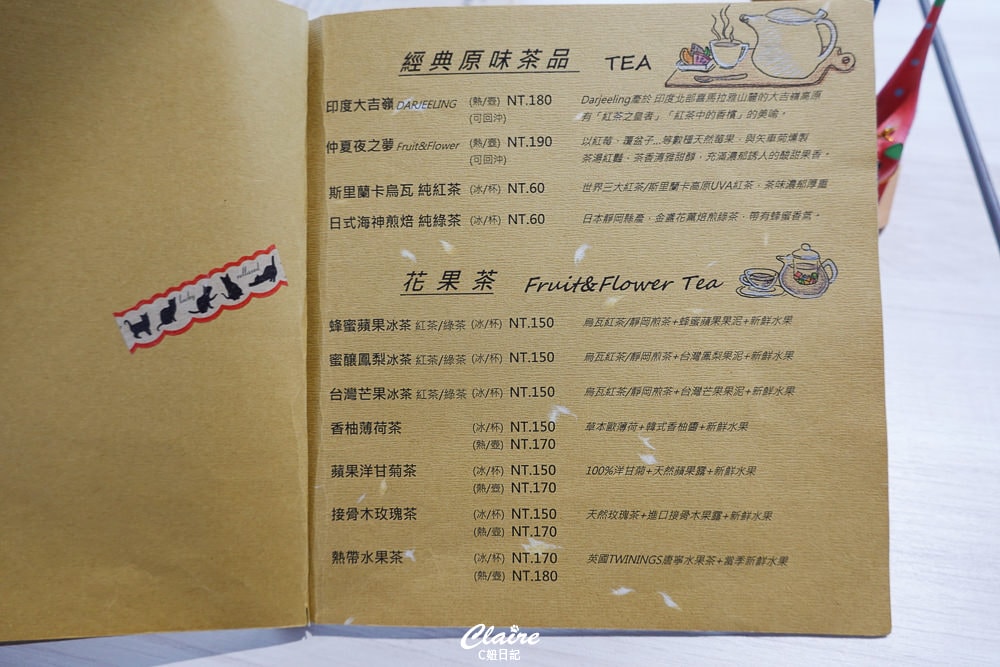 經典原味茶品 TEA
印度大吉嶺 DARJEELING (熱/壺) NT.180 Darjeeling產於 印度北部喜馬拉雅山麓的大吉嶺高原
(可回沖) 有「紅茶之皇者」「紅茶中的香檳」的美喻。
仲夏夜之夢 Fruit&Flower (熱/壺) NT.190 以紅莓、覆盆子...等數種天然莓果，與矢車菊燻製
(可回沖) 茶湯紅豔、茶香清雅甜醇，充滿濃郁誘人的酸甜果香。
斯里蘭卡烏瓦 純紅茶 (冰/杯) NT.60 世界三大紅茶/斯里蘭卡高原UVA紅茶，茶味濃郁厚重
日式海神煎焙 純綠茶 (冰/杯) NT.60 日本靜岡縣產，金盞花薰焙煎綠茶，帶有蜂蜜香氣。
花果茶 Fruit&Flower Tea
蜂蜜蘋果冰茶 紅茶/綠茶 (冰/杯) NT.150 烏瓦紅茶/靜岡煎茶+蜂蜜蘋果果泥+新鮮水果
蜜釀鳳梨冰茶 紅茶/綠茶 (冰/杯) NT.150 烏瓦紅茶/靜岡煎茶+台灣鳳梨果泥+新鮮水果
台灣芒果冰茶 紅茶/綠茶 (冰/杯) NT.150 烏瓦紅茶/靜岡煎茶+台灣芒果果泥+新鮮水果
香柚薄荷茶 (冰/杯) NT.150 草本歐薄荷+韓式香柚醬+新鮮水果
(熱/壺) NT.170
蘋果洋甘菊茶 (冰/杯) NT.150 100%洋甘菊+天然蘋果露+新鮮水果
(熱/壺) NT.170
接骨木玫瑰茶 (冰/杯) NT.150 天然玫瑰茶+進口接骨木果露+新鮮水果
(熱/壺) NT.170
熱帶水果茶 (冰/杯) NT.170 英國TWININGS唐寧水果茶+當季新鮮水果
(熱/壺) NT.180
lucky
relaxed
Claire
C姐日記